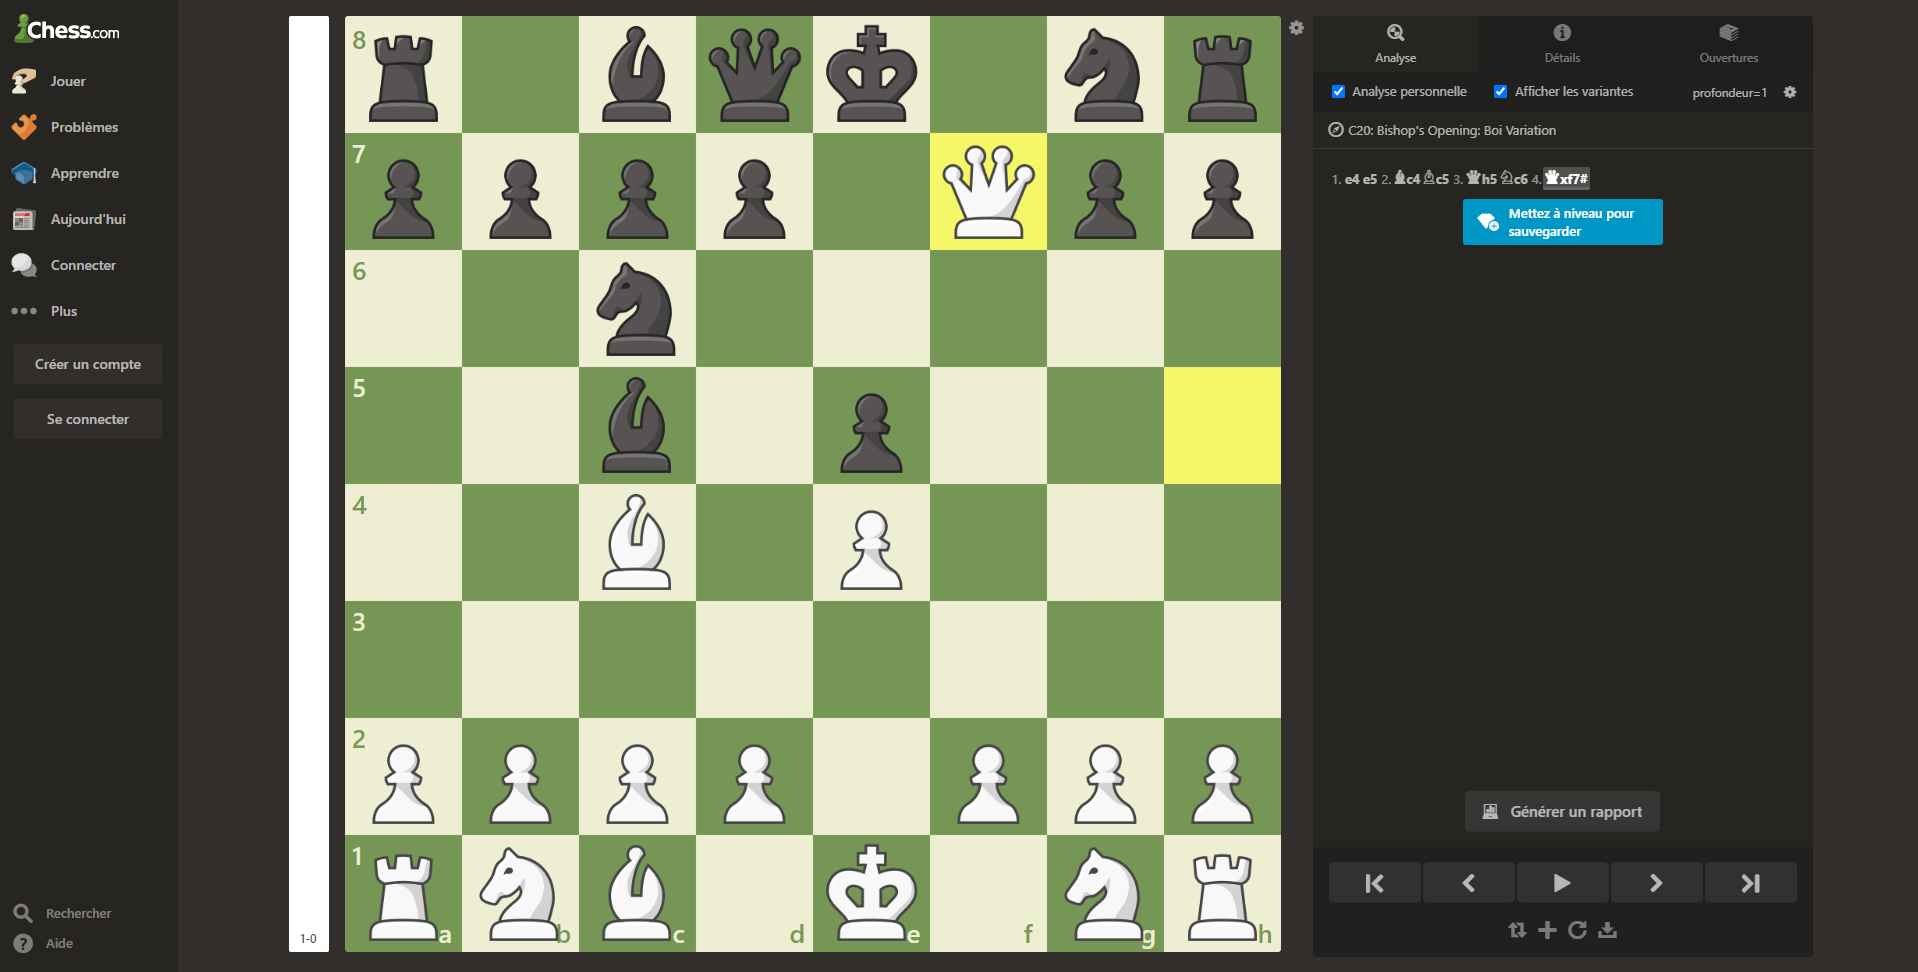 Chess.com
Jouer
Problèmes
Apprendre
Aujourd'hui
Connecter
Plus
Créer un compte
Se connecter
Rechercher
Aide
1-0
8
7
6
5
4
3
2
1
a b c d e f g h
Analyse
Détails
Ouvertures
Analyse personnelle
Afficher les variantes
profondeur=1
C20: Bishop's Opening: Boi Variation
1. e4 e5 2. ♝c4 ♗c5 3. ♛h5 ♘c6 4. ♛xf7#
Mettez à niveau pour
sauvegarder
Générer un rapport